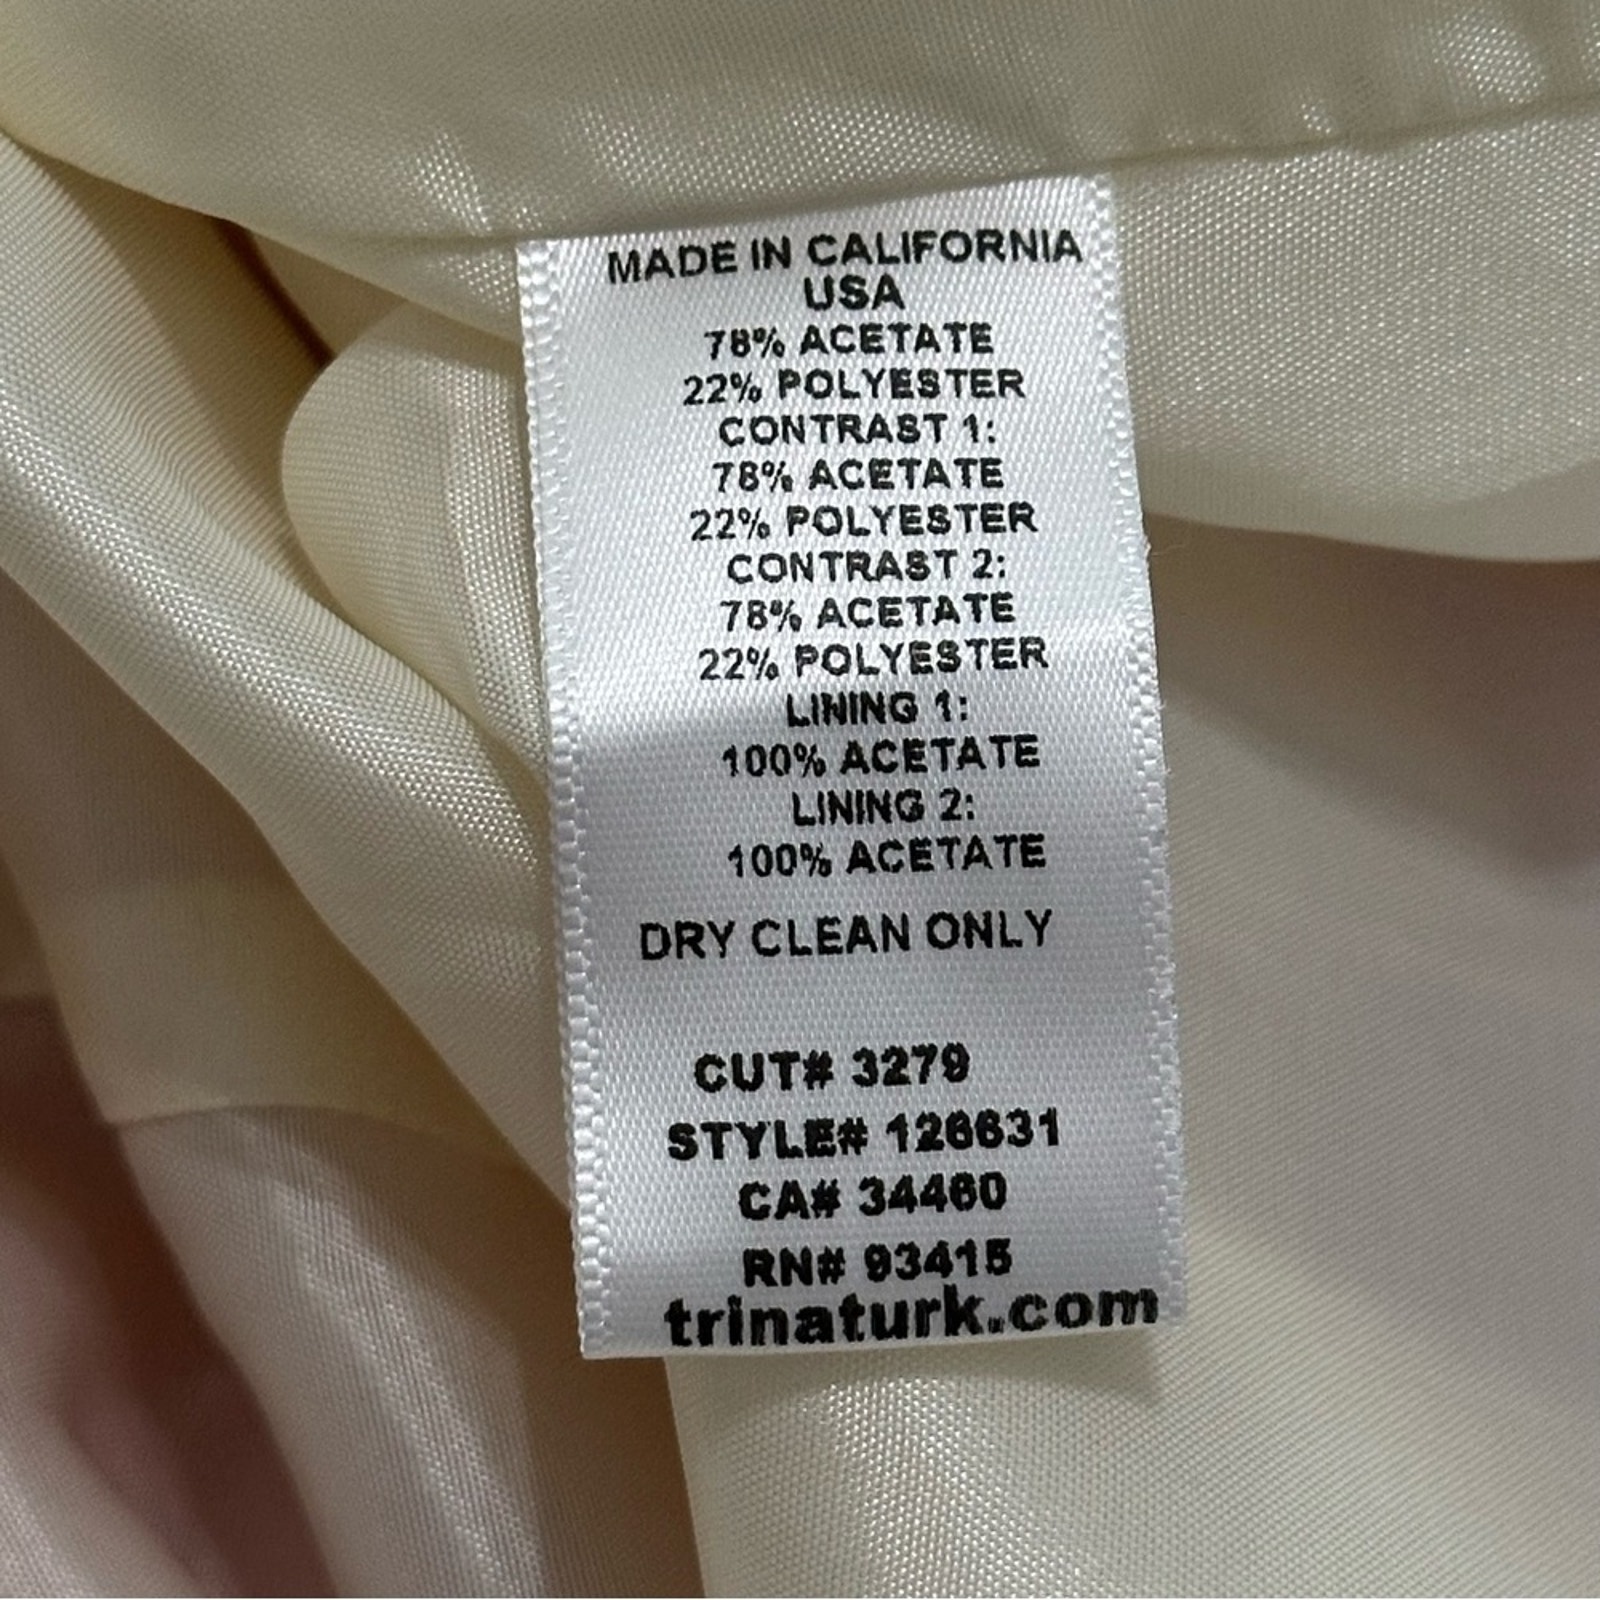 MADE IN CALIFORNIA
USA
78% ACETATE
22% POLYESTER
CONTRAST 1:
78% ACETATE
22% POLYESTER
CONTRAST 2:
78% ACETATE
22% POLYESTER
LINING 1:
100% ACETATE
LINING 2:
100% ACETATE
DRY CLEAN ONLY
CUT# 3279
STYLE# 126631
CA# 34460
RN# 93415
trinaturk.com